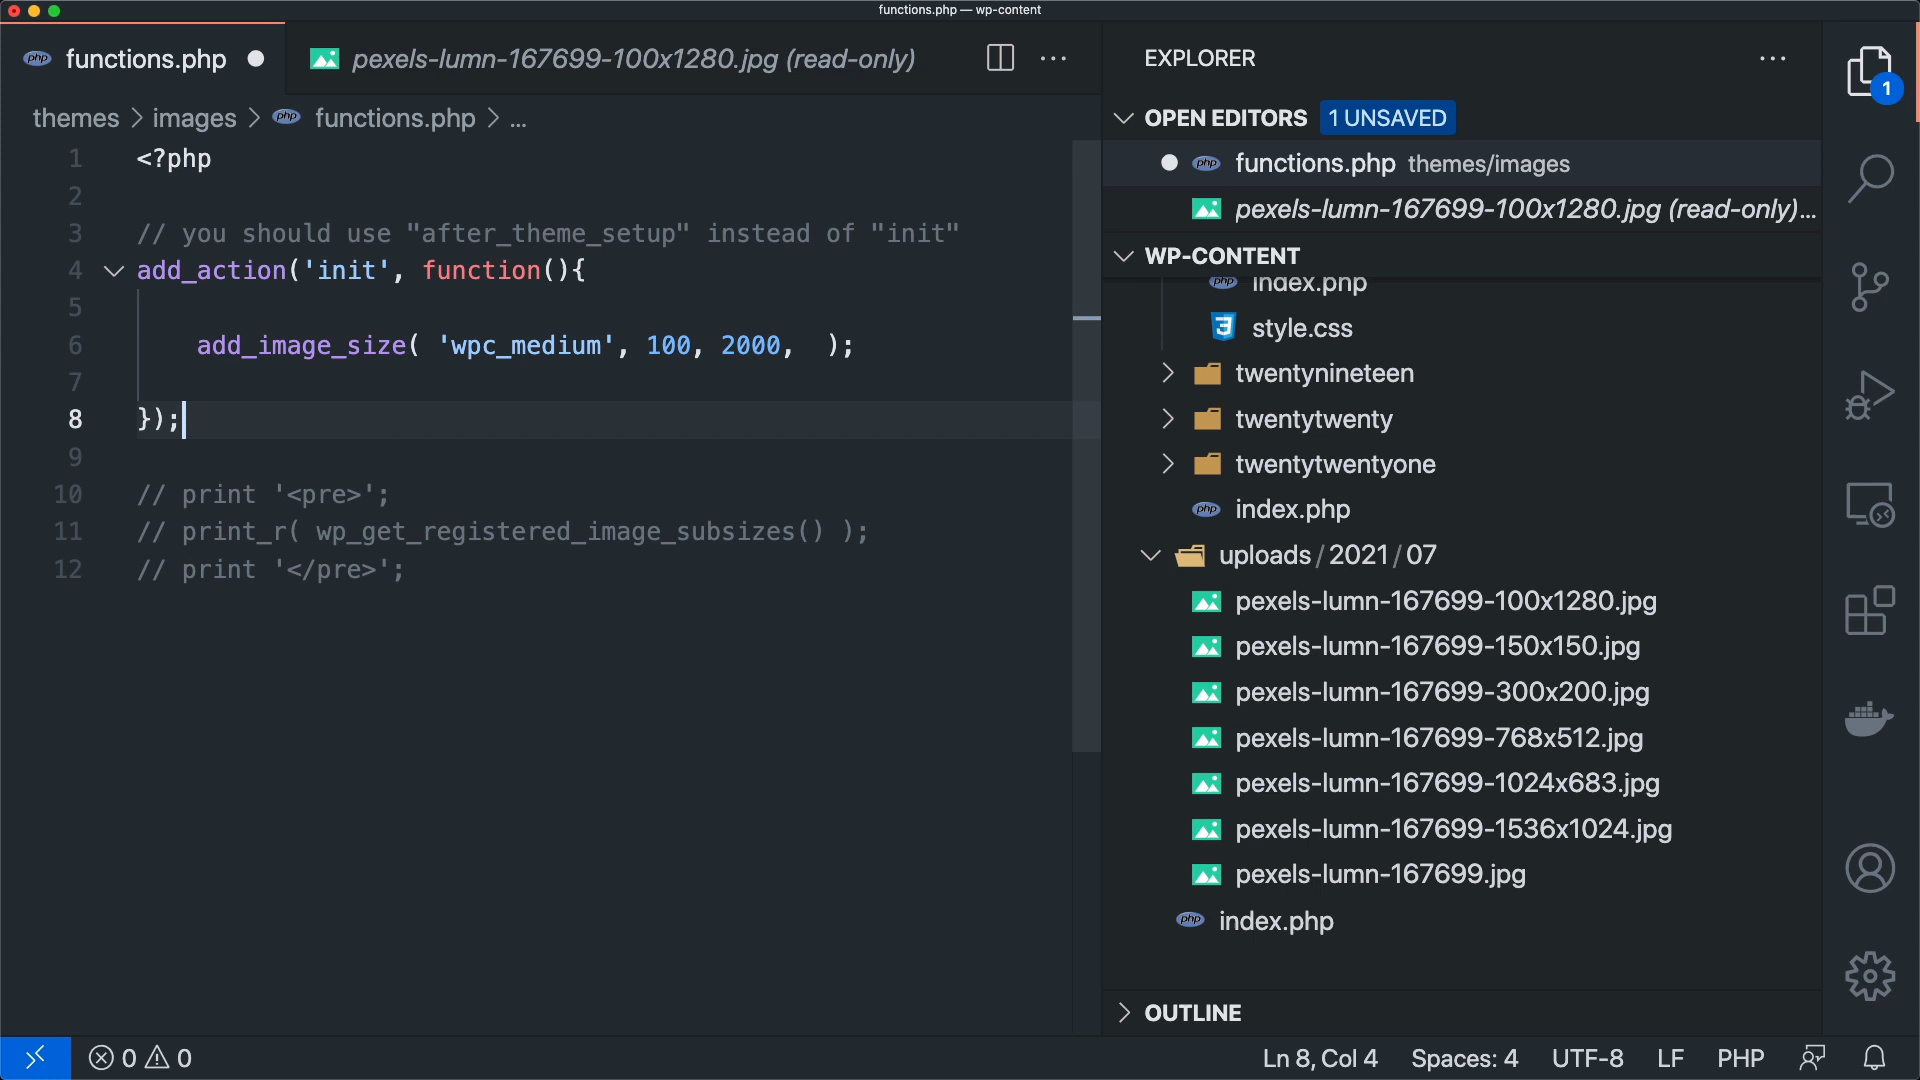 functions.php — wp-content
functions.php
pexels-lumn-167699-100x1280.jpg (read-only)
themes > images > php functions.php > ...
1 <?php
2
3 // you should use "after_theme_setup" instead of "init"
4 add_action('init', function(){
5
6 add_image_size( 'wpc_medium', 100, 2000,  );
7
8 });
9
10 // print '<pre>';
11 // print_r( wp_get_registered_image_subsizes() );
12 // print '</pre>';
EXPLORER
OPEN EDITORS 1 UNSAVED
php functions.php themes/images
pexels-lumn-167699-100x1280.jpg (read-only)...
WP-CONTENT
php index.php
style.css
twentynineteen
twentytwenty
twentytwentyone
php index.php
uploads / 2021 / 07
pexels-lumn-167699-100x1280.jpg
pexels-lumn-167699-150x150.jpg
pexels-lumn-167699-300x200.jpg
pexels-lumn-167699-768x512.jpg
pexels-lumn-167699-1024x683.jpg
pexels-lumn-167699-1536x1024.jpg
pexels-lumn-167699.jpg
php index.php
OUTLINE
1
0 0
Ln 8, Col 4 Spaces: 4 UTF-8 LF PHP